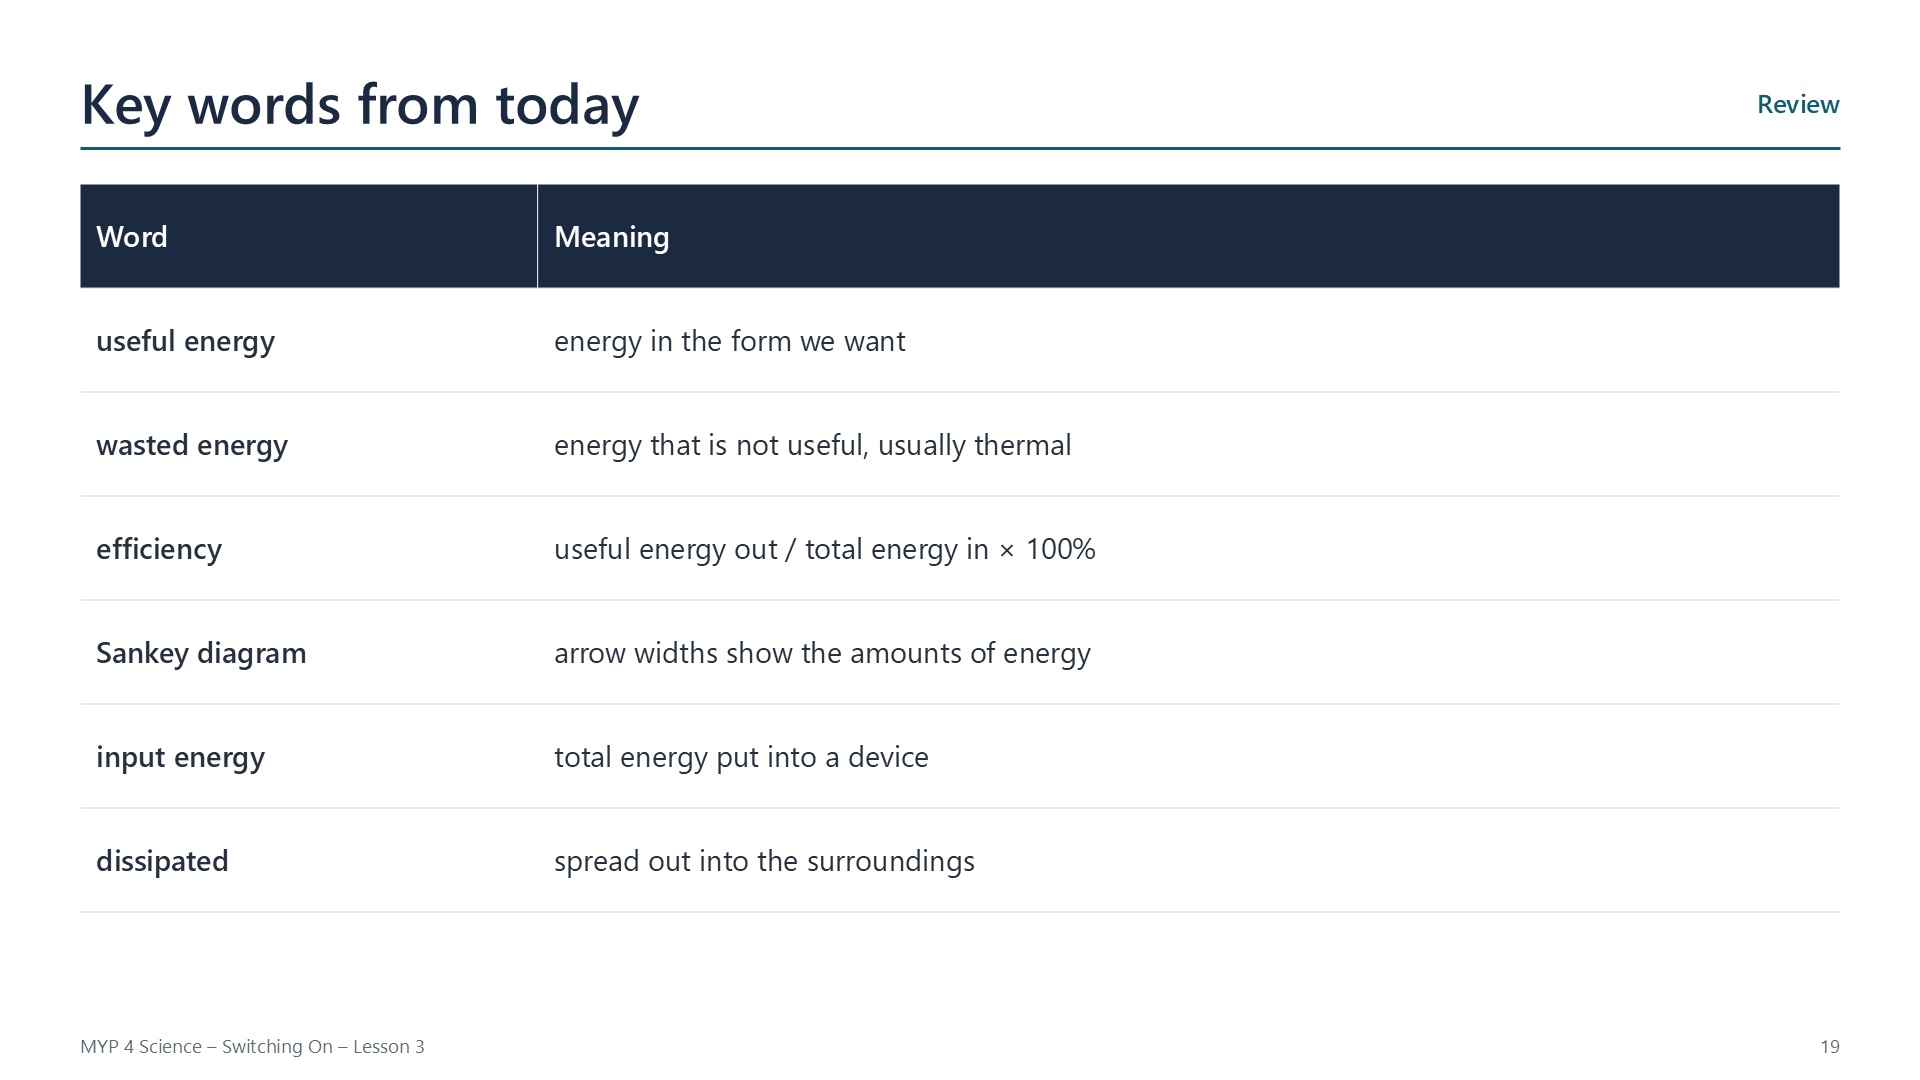 Key words from today
Review
Word
Meaning
useful energy
energy in the form we want
wasted energy
energy that is not useful, usually thermal
efficiency
useful energy out / total energy in × 100%
Sankey diagram
arrow widths show the amounts of energy
input energy
total energy put into a device
dissipated
spread out into the surroundings
MYP 4 Science – Switching On – Lesson 3
19